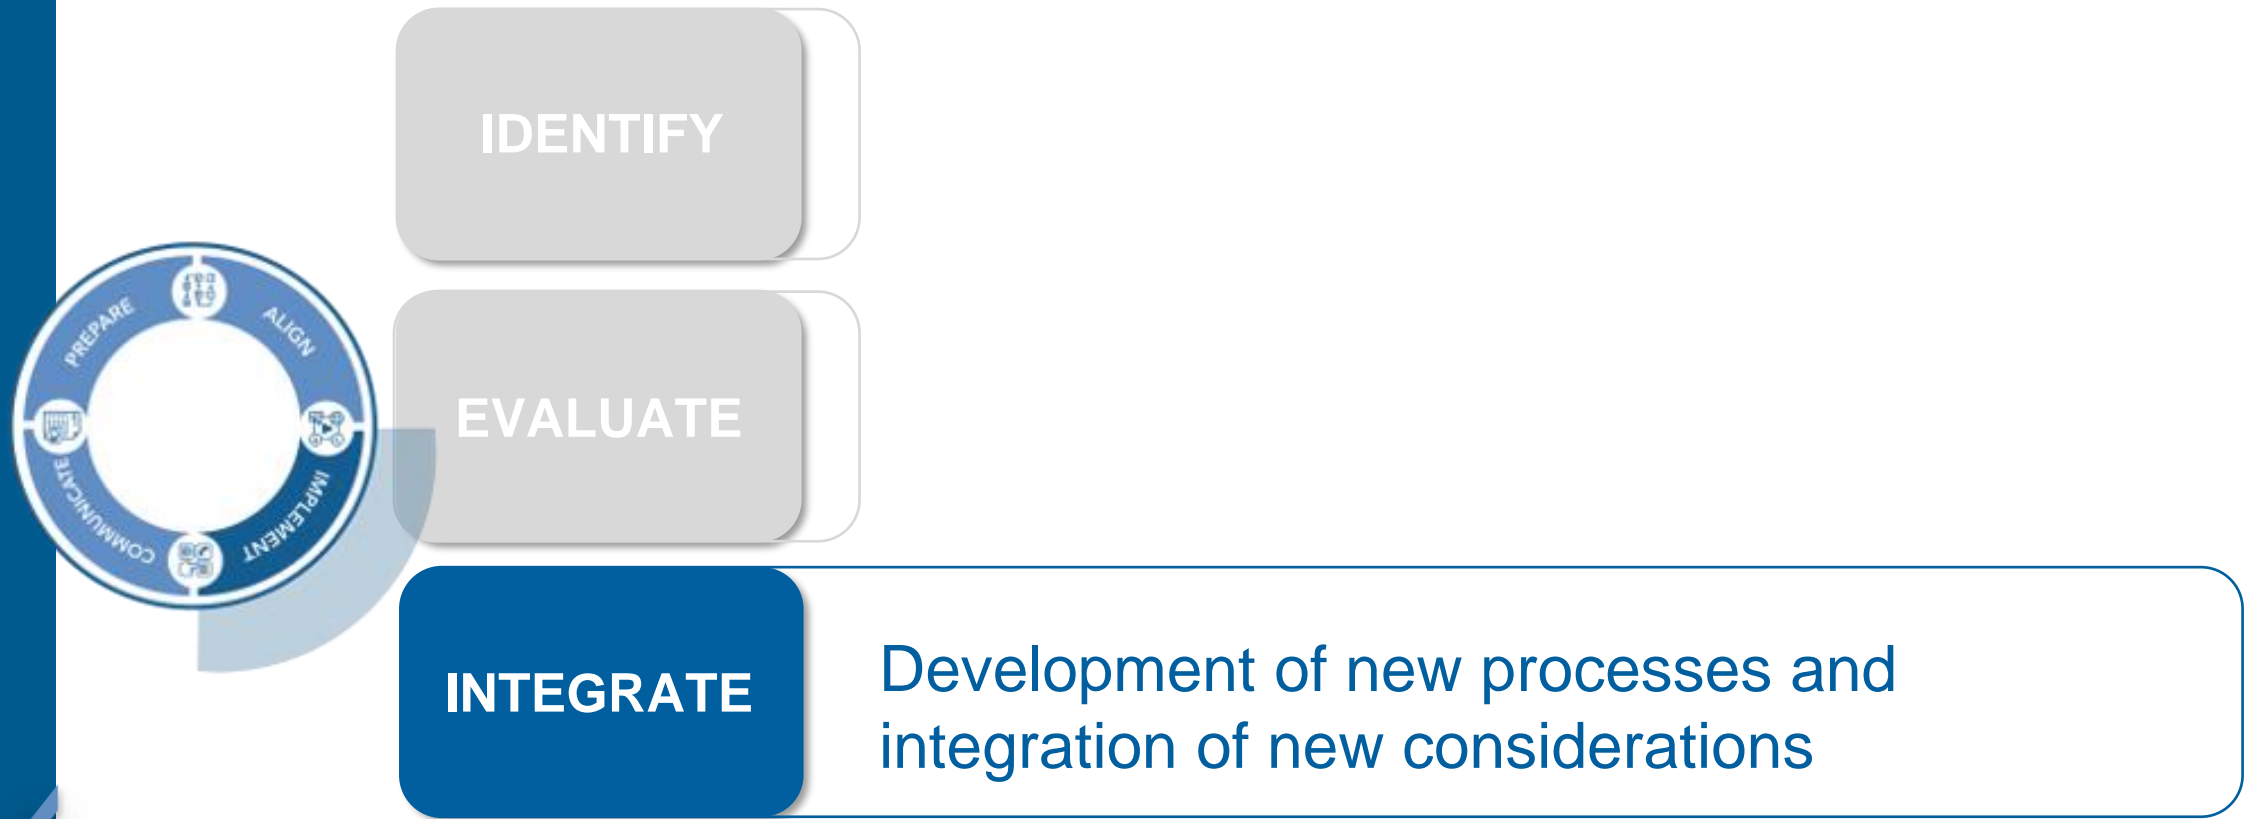 IDENTIFY
PREPARE
ALIGN
EVALUATE
COMMUNICATE
IMPLEMENT
INTEGRATE
Development of new processes and
integration of new considerations